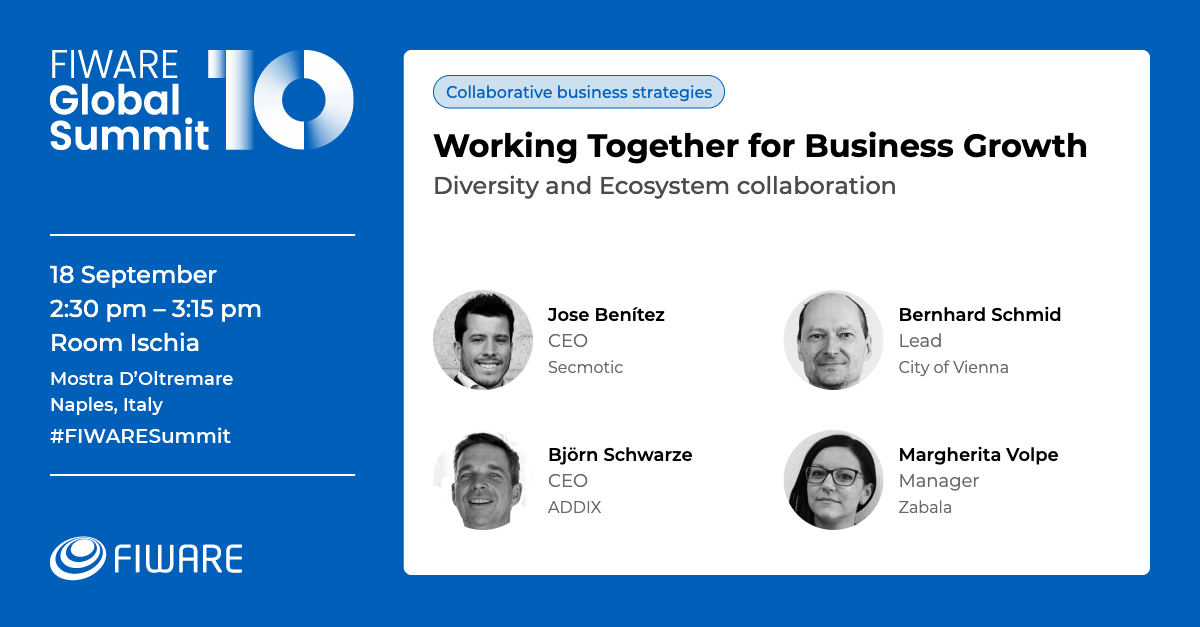 FIWARE
Global
Summit
10
18 September
2:30 pm – 3:15 pm
Room Ischia
Mostra D’Oltremare
Naples, Italy
#FIWARESummit
FIWARE
Collaborative business strategies
Working Together for Business Growth
Diversity and Ecosystem collaboration
Jose Benítez
CEO
Secmotic
Bernhard Schmid
Lead
City of Vienna
Björn Schwarze
CEO
ADDIX
Margherita Volpe
Manager
Zabala